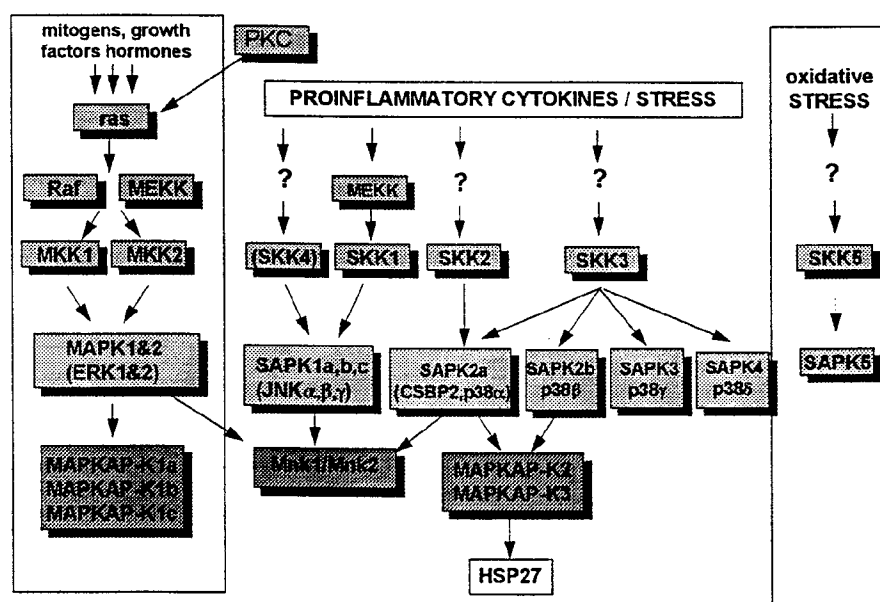 mitogens, growth
factors hormones
PKC
ras
Raf
MEKK
MKK1
MKK2
MAPK1&2
(ERK1&2)
MAPKAP-K1a
MAPKAP-K1b
MAPKAP-K1c
PROINFLAMMATORY CYTOKINES / STRESS
?
MEKK
?
?
(SKK4)
SKK1
SKK2
SKK3
SAPK1a,b,c
(JNKα,β,γ)
SAPK2a
(CSBP2,p38α)
SAPK2b
p38β
SAPK3
p38γ
SAPK4
p38δ
Mnk1/Mnk2
MAPKAP-K2
MAPKAP-K3
HSP27
oxidative
STRESS
?
SKK5
SAPK5